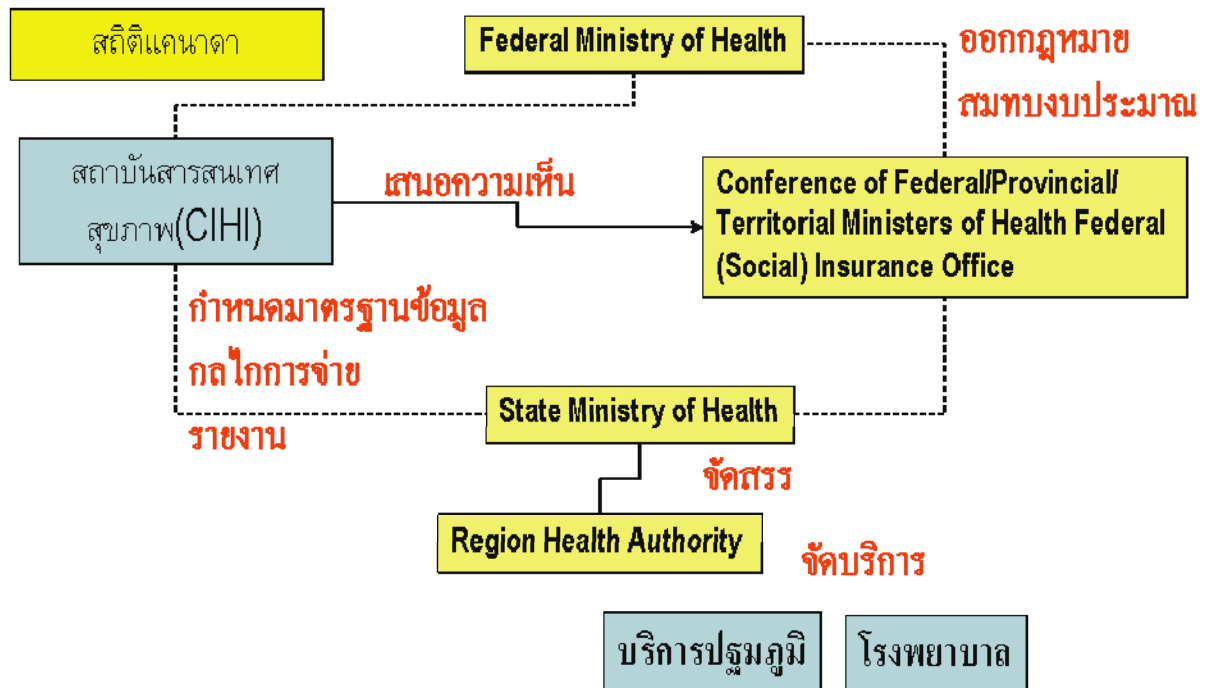 สถิติแคนาดา
Federal Ministry of Health
ออกกฎหมาย
สมทบงบประมาณ
สถาบันสารสนเทศ
สุขภาพ(CIHI)
เสนอความเห็น
Conference of Federal/Provincial/
Territorial Ministers of Health Federal
(Social) Insurance Office
กำหนดมาตรฐานข้อมูล
กลไกการจ่าย
รายงาน
State Ministry of Health
จัดสรร
Region Health Authority
จัดบริการ
บริการปฐมภูมิ
โรงพยาบาล